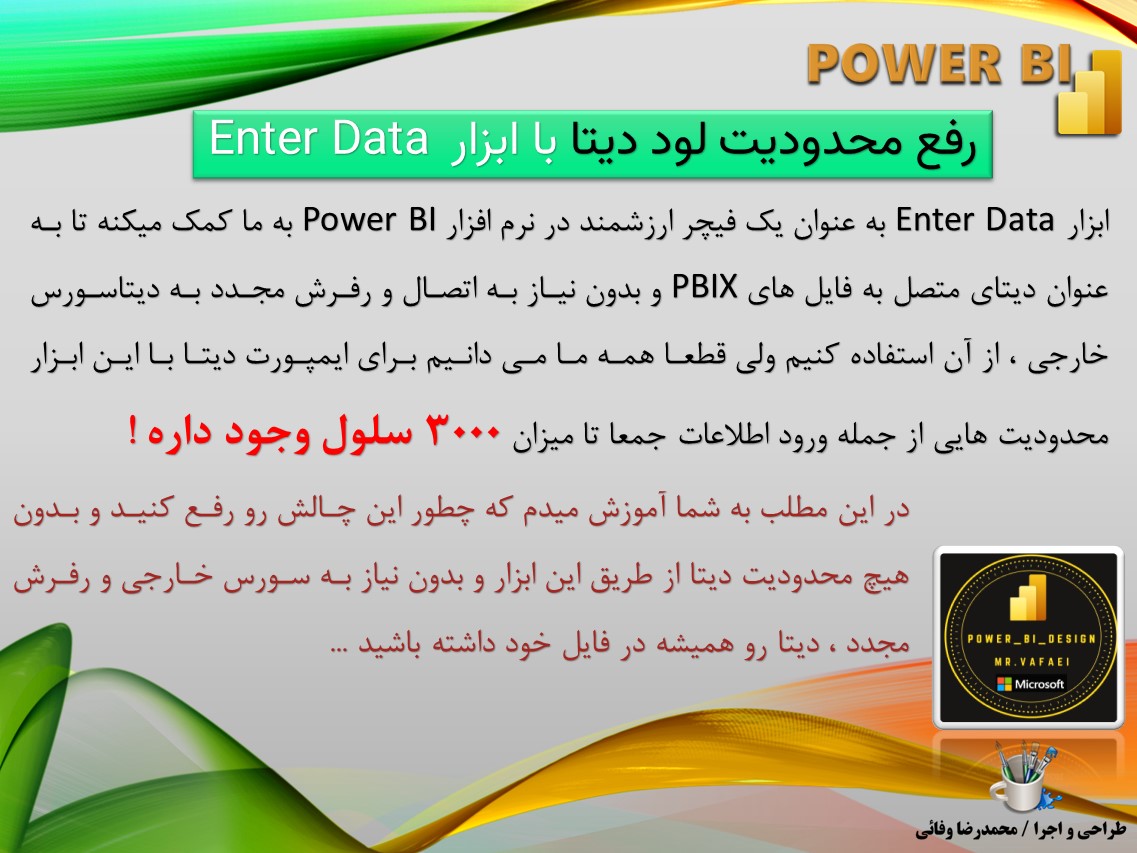 POWER BI
رفع محدودیت لود دیتا با ابزار Enter Data
ابزار Enter Data به عنوان یک فیچر ارزشمند در نرم افزار Power BI به ما کمک میکنه تا به
عنوان دیتای متصل به فایل های PBIX و بدون نیاز به اتصال و رفرش مجدد به دیتاسورس
خارجی ، از آن استفاده کنیم ولی قطعا همه ما می دانیم برای ایمپورت دیتا با این ابزار
محدودیت هایی از جمله ورود اطلاعات جمعا تا میزان ۳۰۰۰ سلول وجود داره !
در این مطلب به شما آموزش میدم که چطور این چالش رو رفع کنید و بدون
هیچ محدودیت دیتا از طریق این ابزار و بدون نیاز به سورس خارجی و رفرش
مجدد ، دیتا رو همیشه در فایل خود داشته باشید ...
POWER_BI_DESIGN
MR.VAFAEI
Microsoft
طراحی و اجرا / محمدرضا وفائی